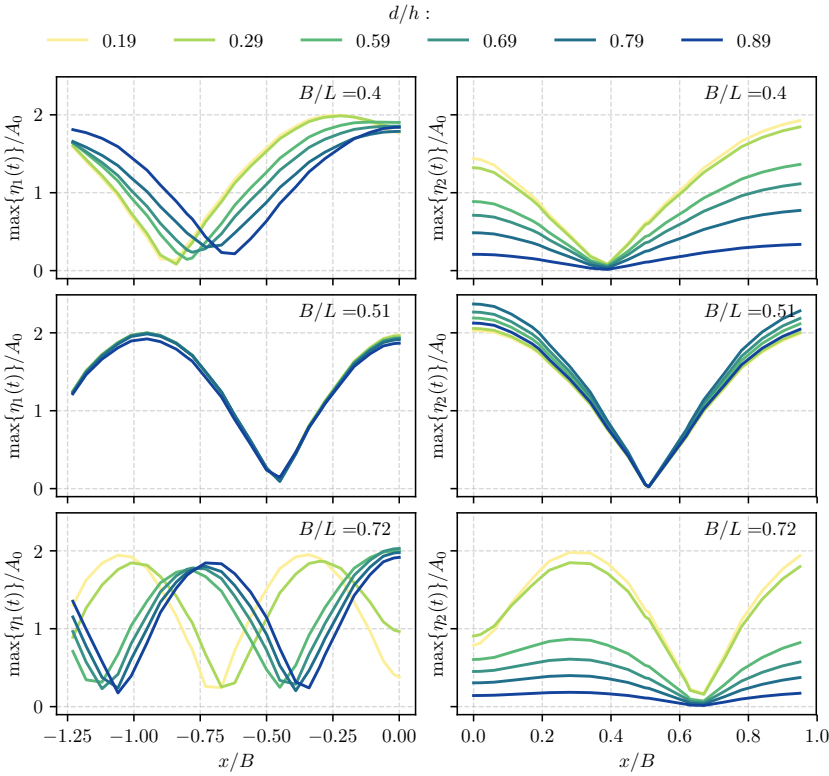 d/h :
0.19 0.29 0.59 0.69 0.79 0.89
B/L =0.4
max{η1(t)}/A0
2
1
0
B/L =0.4
max{η2(t)}/A0
B/L =0.51
max{η1(t)}/A0
2
1
0
B/L =0.51
max{η2(t)}/A0
B/L =0.72
max{η1(t)}/A0
2
1
0
B/L =0.72
max{η2(t)}/A0
−1.25 −1.00 −0.75 −0.50 −0.25 0.00
x/B
0.0 0.2 0.4 0.6 0.8 1.0
x/B